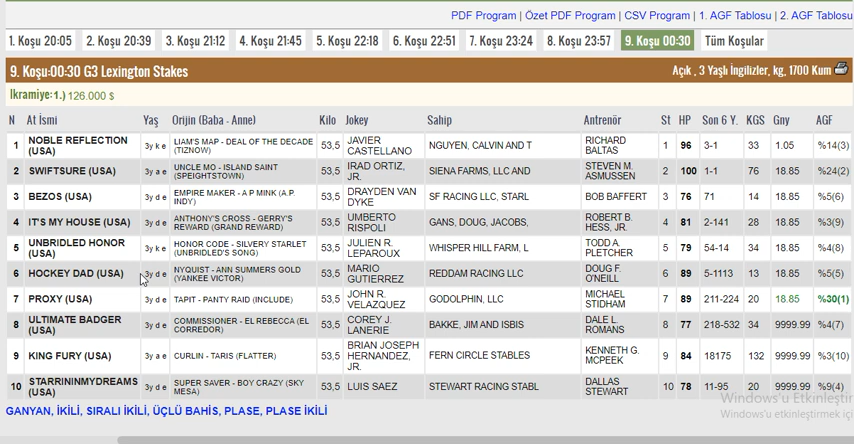 PDF Program | Özet PDF Program | CSV Program | 1. AGF Tablosu | 2. AGF Tablosu
1. Koşu 20:05 2. Koşu 20:39 3. Koşu 21:12 4. Koşu 21:45 5. Koşu 22:18 6. Koşu 22:51 7. Koşu 23:24 8. Koşu 23:57 9. Koşu 00:30 Tüm Koşular
9. Koşu:00:30 G3 Lexington Stakes Açık , 3 Yaşlı İngilizler, kg, 1700 Kum
Ikramiye:1.) 126.000 $
N At İsmi Yaş Orijin (Baba - Anne) Kilo Jokey Sahip Antrenör St HP Son 6 Y. KGS Gny AGF
1 NOBLE REFLECTION (USA) 3y k e LIAM'S MAP - DEAL OF THE DECADE (TIZNOW) 53,5 JAVIER CASTELLANO NGUYEN, CALVIN AND T RICHARD BALTAS 1 96 3-1 33 1.05 %14(3)
2 SWIFTSURE (USA) 3y a e UNCLE MO - ISLAND SAINT (SPEIGHTSTOWN) 53,5 IRAD ORTIZ, JR. SIENA FARMS, LLC AND STEVEN M. ASMUSSEN 2 100 1-1 76 18.85 %24(2)
3 BEZOS (USA) 3y d e EMPIRE MAKER - A P MINK (A.P. INDY) 53,5 DRAYDEN VAN DYKE SF RACING LLC, STARL BOB BAFFERT 3 76 71 14 18.85 %5(6)
4 IT'S MY HOUSE (USA) 3y d e ANTHONY'S CROSS - GERRY'S REWARD (GRAND REWARD) 53,5 UMBERTO RISPOLI GANS, DOUG, JACOBS, ROBERT B. HESS, JR. 4 81 2-141 28 18.85 %3(9)
5 UNBRIDLED HONOR (USA) 3y k e HONOR CODE - SILVERY STARLET (UNBRIDLED'S SONG) 53,5 JULIEN R. LEPAROUX WHISPER HILL FARM, L TODD A. PLETCHER 5 79 54-14 34 18.85 %4(8)
6 HOCKEY DAD (USA) 3y d e NYQUIST - ANN SUMMERS GOLD (YANKEE VICTOR) 53,5 MARIO GUTIERREZ REDDAM RACING LLC DOUG F. O'NEILL 6 89 5-1113 13 18.85 %5(5)
7 PROXY (USA) 3y d e TAPIT - PANTY RAID (INCLUDE) 53,5 JOHN R. VELAZQUEZ GODOLPHIN, LLC MICHAEL STIDHAM 7 89 211-224 20 18.85 %30(1)
8 ULTIMATE BADGER (USA) 3y d e COMMISSIONER - EL REBECCA (EL CORREDOR) 53,5 COREY J. LANERIE BAKKE, JIM AND ISBIS DALE L. ROMANS 8 77 218-532 34 9999.99 %4(7)
9 KING FURY (USA) 3y a e CURLIN - TARIS (FLATTER) 53,5 BRIAN JOSEPH HERNANDEZ, JR. FERN CIRCLE STABLES KENNETH G. MCPEEK 9 84 18175 132 9999.99 %3(10)
10 STARRININMYDREAMS (USA) 3y d e SUPER SAVER - BOY CRAZY (SKY MESA) 53,5 LUIS SAEZ STEWART RACING STABL DALLAS STEWART 10 78 11-95 20 9999.99 %9(4)
GANYAN, İKİLİ, SIRALI İKİLİ, ÜÇLÜ BAHİS, PLASE, PLASE İKİLİ
Windows'u Etkinleştir
Windows'u etkinleştirmek içi